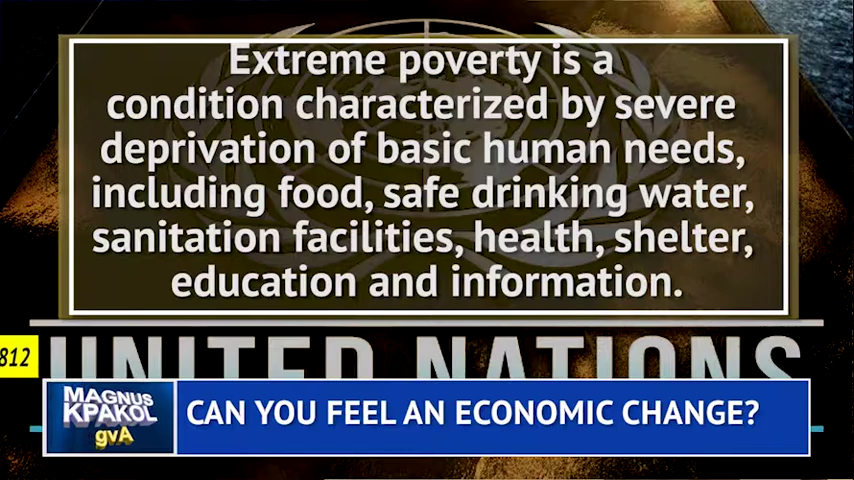 Extreme poverty is a
condition characterized by severe
deprivation of basic human needs,
including food, safe drinking water,
sanitation facilities, health, shelter,
education and information.
UNITED NATIONS
812
MAGNUS
KPAKOL
gvA
CAN YOU FEEL AN ECONOMIC CHANGE?